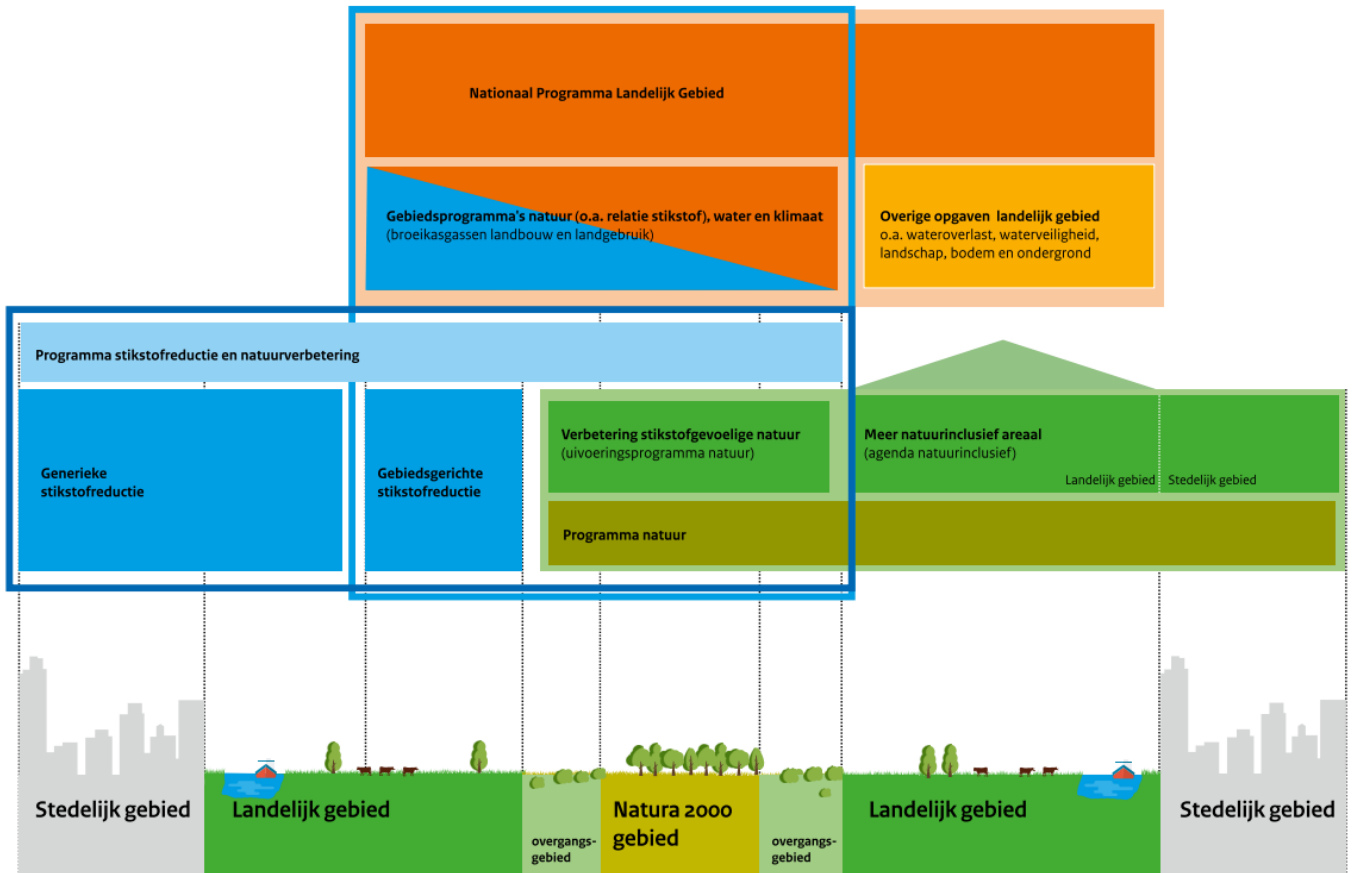 Nationaal Programma Landelijk Gebied
Gebiedsprogramma's natuur (o.a. relatie stikstof), water en klimaat
(broeikasgassen landbouw en landgebruik)
Overige opgaven landelijk gebied
o.a. wateroverlast, waterveiligheid,
landschap, bodem en ondergrond
Programma stikstofreductie en natuurverbetering
Generieke
stikstofreductie
Gebiedsgerichte
stikstofreductie
Verbetering stikstofgevoelige natuur
(uivoeringsprogramma natuur)
Meer natuurinclusief areaal
(agenda natuurinclusief)
Landelijk gebied
Stedelijk gebied
Programma natuur
Stedelijk gebied
Landelijk gebied
overgangs-
gebied
Natura 2000
gebied
overgangs-
gebied
Landelijk gebied
Stedelijk gebied